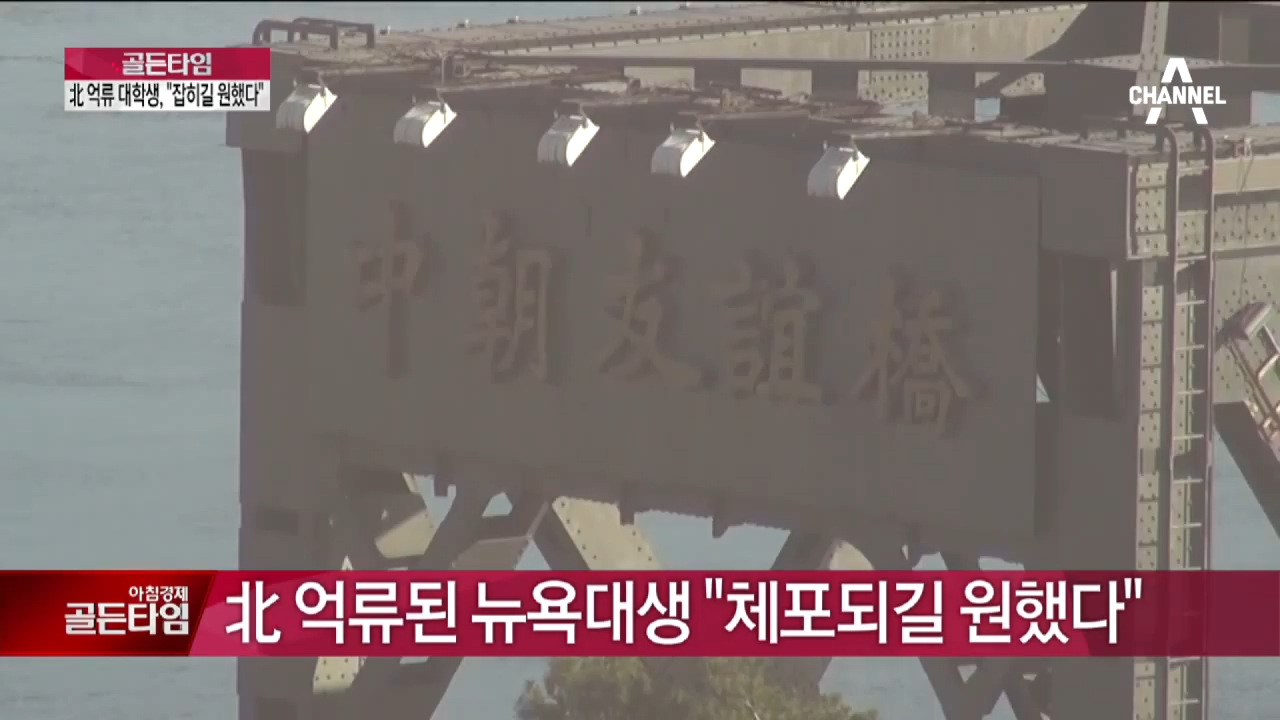 골든타임
北 억류 대학생, "잡히길 원했다"
CHANNEL A
中朝友誼橋
아침경제
골든타임
北 억류된 뉴욕대생 "체포되길 원했다"